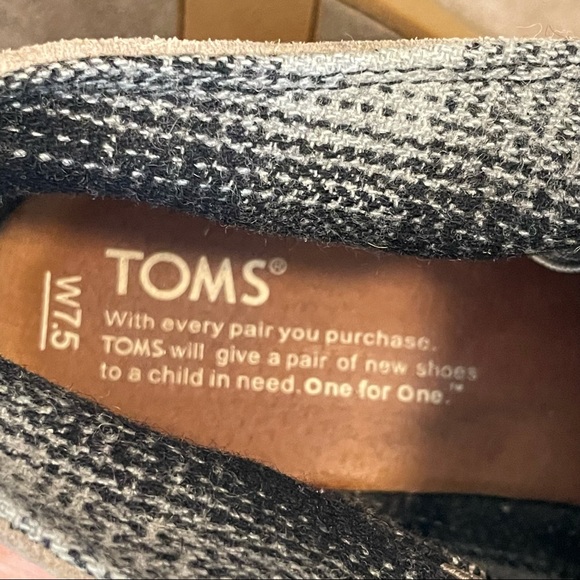 TOMS®
W7.5
With every pair you purchase,
TOMS will give a pair of new shoes
to a child in need. One for One.™